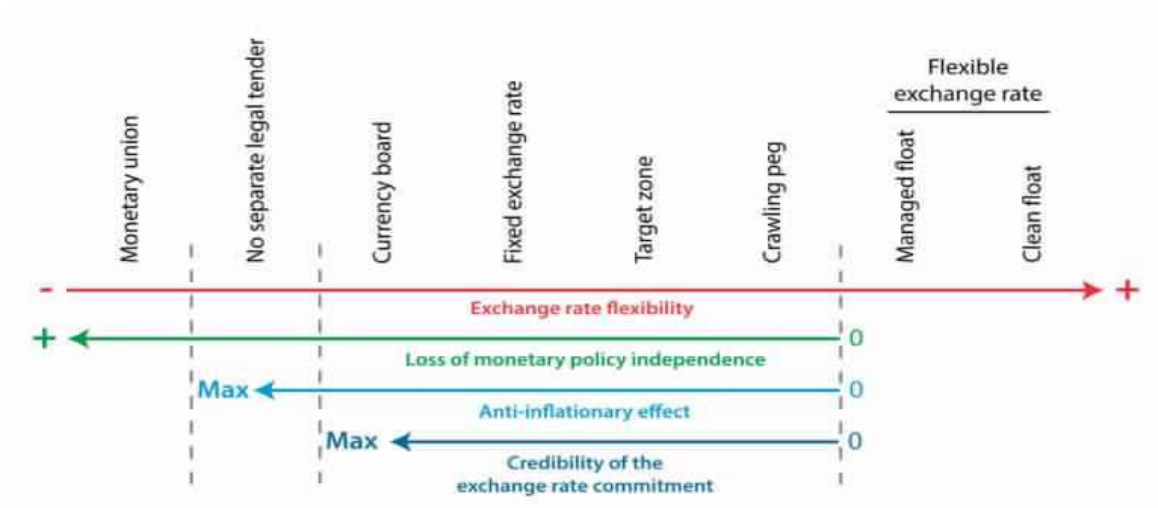 Monetary union
No separate legal tender
Currency board
Fixed exchange rate
Target zone
Crawling peg
Flexible
exchange rate
Managed float
Clean float
- +
Exchange rate flexibility
+ 0
Loss of monetary policy independence
Max 0
Anti-inflationary effect
Max 0
Credibility of the
exchange rate commitment